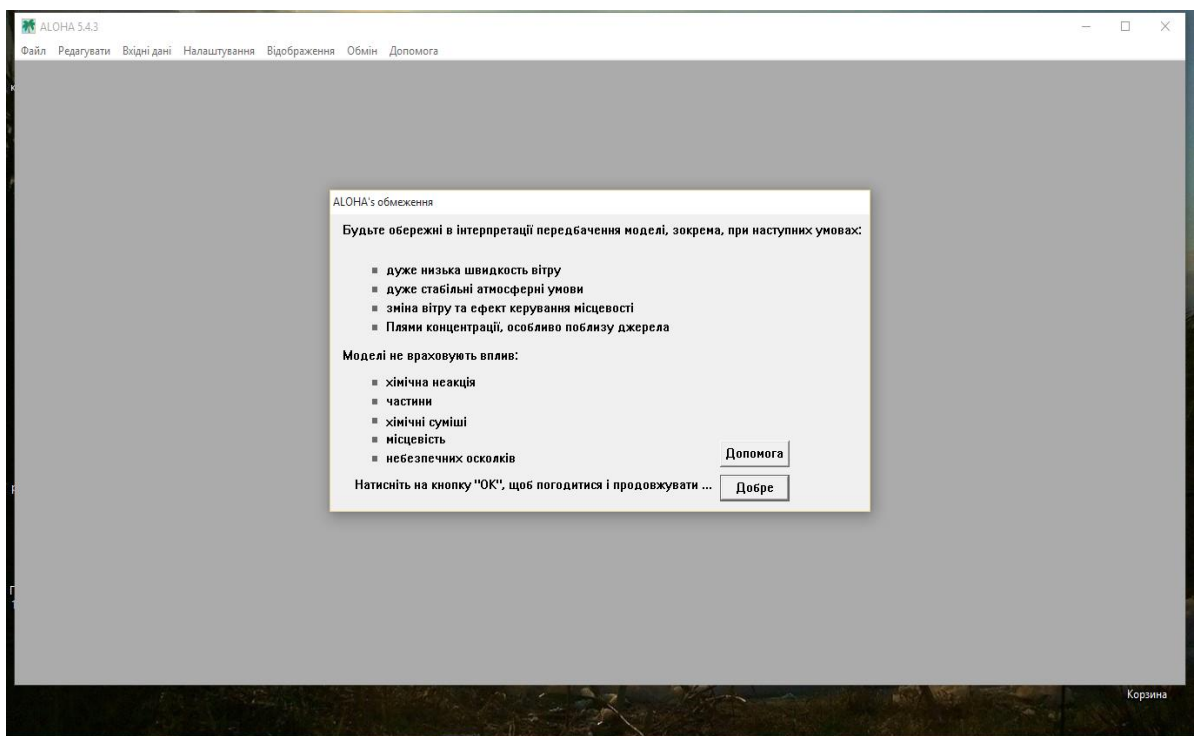 ALOHA 5.4.3
Файл Редагувати Вхідні дані Налаштування Відображення Обмін Допомога
ALOHA's обмеження
Будьте обережні в інтерпретації передбачення моделі, зокрема, при наступних умовах:
дуже низька швидкость вітру
дуже стабільні атмосферні умови
зміна вітру та ефект керування місцевості
Плями концентрації, особливо поблизу джерела
Моделі не враховують вплив:
хімічна неакція
частини
хімічні суміші
місцевість
небезпечних осколків
Допомога
Натисніть на кнопку "ОК", щоб погодитися і продовжувати ...
Добре
Корзина